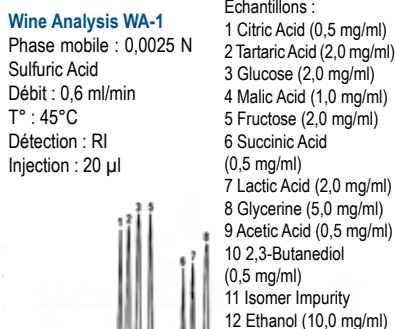 Wine Analysis WA-1
Phase mobile : 0,0025 N
Sulfuric Acid
Débit : 0,6 ml/min
T° : 45°C
Détection : RI
Injection : 20 µl
Echantillons :
1 Citric Acid (0,5 mg/ml)
2 Tartaric Acid (2,0 mg/ml)
3 Glucose (2,0 mg/ml)
4 Malic Acid (1,0 mg/ml)
5 Fructose (2,0 mg/ml)
6 Succinic Acid
(0,5 mg/ml)
7 Lactic Acid (2,0 mg/ml)
8 Glycerine (5,0 mg/ml)
9 Acetic Acid (0,5 mg/ml)
10 2,3-Butanediol
(0,5 mg/ml)
11 Isomer Impurity
12 Ethanol (10,0 mg/ml)
1 2 3 5
6 7 8